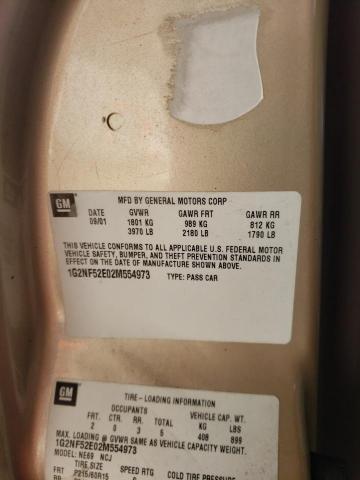 GM
MFD BY GENERAL MOTORS CORP
DATE GVWR GAWR FRT GAWR RR
09/01 1801 KG 989 KG 812 KG
3970 LB 2180 LB 1790 LB
THIS VEHICLE CONFORMS TO ALL APPLICABLE U.S. FEDERAL MOTOR
VEHICLE SAFETY, BUMPER, AND THEFT PREVENTION STANDARDS IN
EFFECT ON THE DATE OF MANUFACTURE SHOWN ABOVE.
1G2NF52E02M554973 TYPE: PASS CAR
GM
TIRE - LOADING INFORMATION
OCCUPANTS VEHICLE CAP. WT.
FRT CTR RR TOTAL KG LBS
2 0 3 5 408 899
MAX. LOADING @ GVWR SAME AS VEHICLE CAPACITY WEIGHT.
1G2NF52E02M554973
MODEL: NE69 NCJ
TIRE SIZE SPEED RTG COLD TIRE PRESSURE
FRT P215/60R15